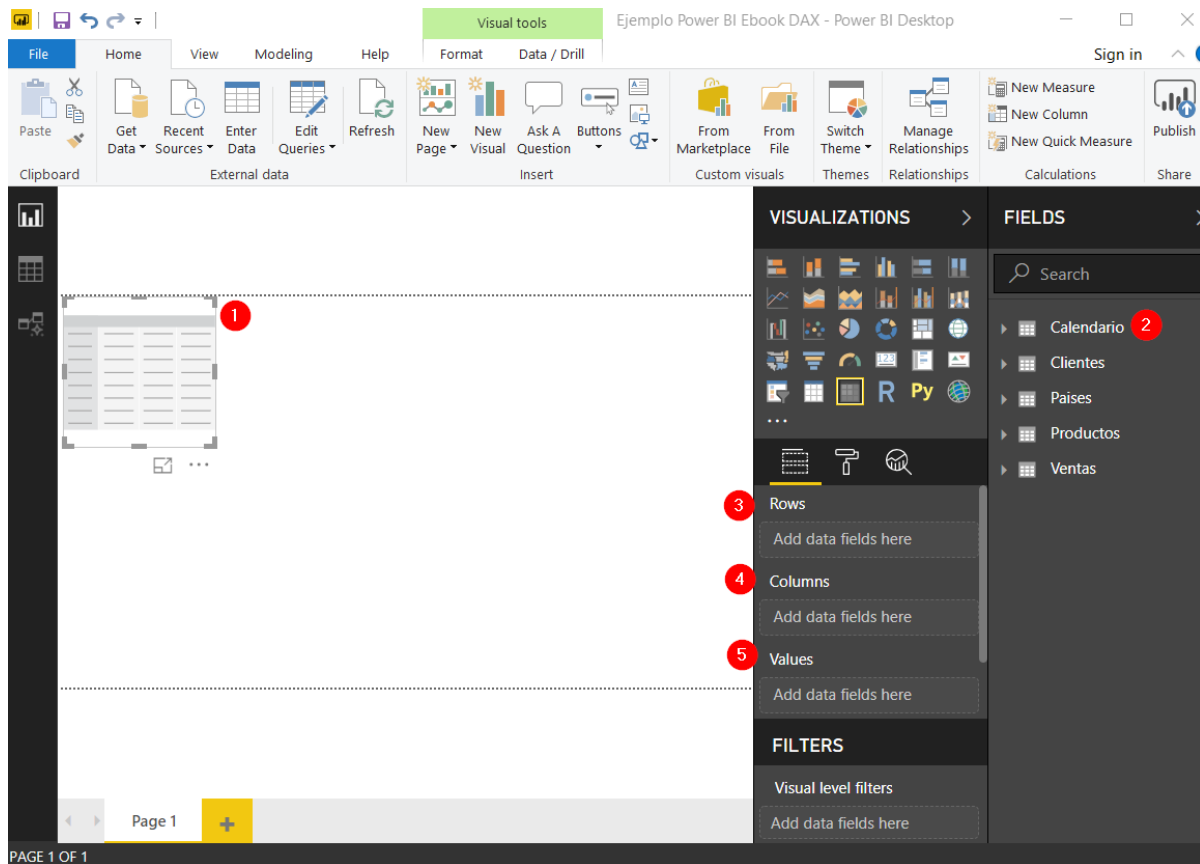 Visual tools
Ejemplo Power BI Ebook DAX - Power BI Desktop
File
Home
View
Modeling
Help
Format
Data / Drill
Sign in
Paste
Get Data
Recent Sources
Enter Data
Edit Queries
Refresh
New Page
New Visual
Ask A Question
Buttons
From Marketplace
From File
Switch Theme
Manage Relationships
New Measure
New Column
New Quick Measure
Publish
Clipboard
External data
Insert
Custom visuals
Themes
Relationships
Calculations
Share
1
VISUALIZATIONS
123
R
Py
3 Rows
Add data fields here
4 Columns
Add data fields here
5 Values
Add data fields here
FILTERS
Visual level filters
Add data fields here
FIELDS
Search
Calendario 2
Clientes
Paises
Productos
Ventas
Page 1
PAGE 1 OF 1